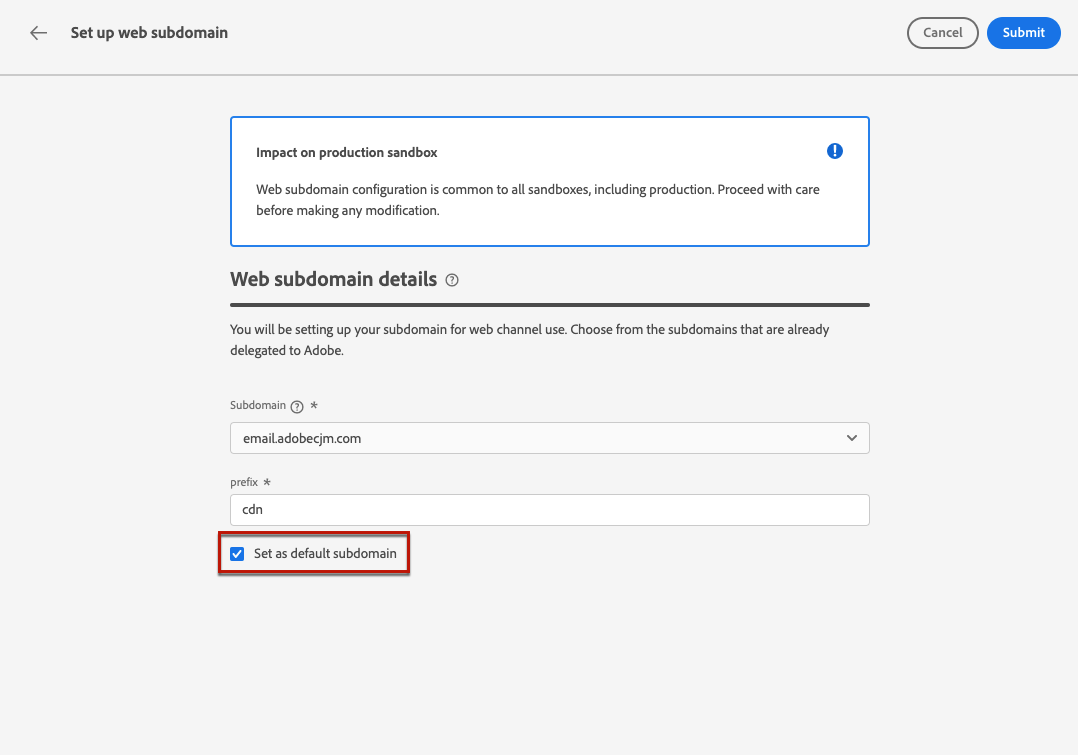 Set up web subdomain
Cancel
Submit
Impact on production sandbox
Web subdomain configuration is common to all sandboxes, including production. Proceed with care
before making any modification.
Web subdomain details
You will be setting up your subdomain for web channel use. Choose from the subdomains that are already
delegated to Adobe.
Subdomain *
email.adobecjm.com
prefix *
cdn
Set as default subdomain